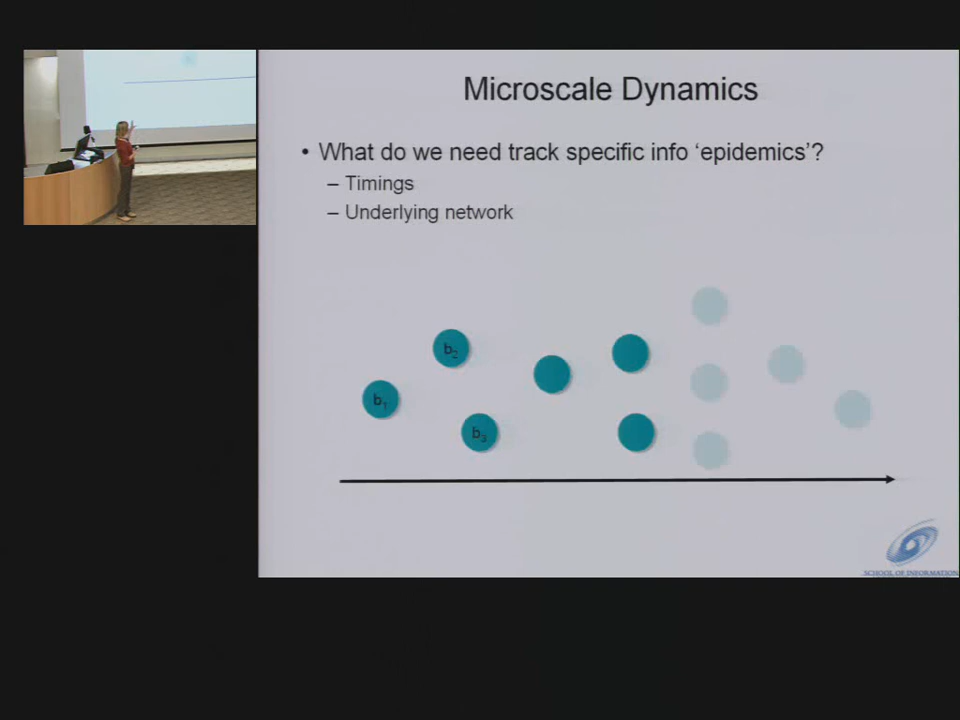 Microscale Dynamics
• What do we need track specific info ‘epidemics’?
– Timings
– Underlying network
b2
b1
b3
SCHOOL OF INFORMATION